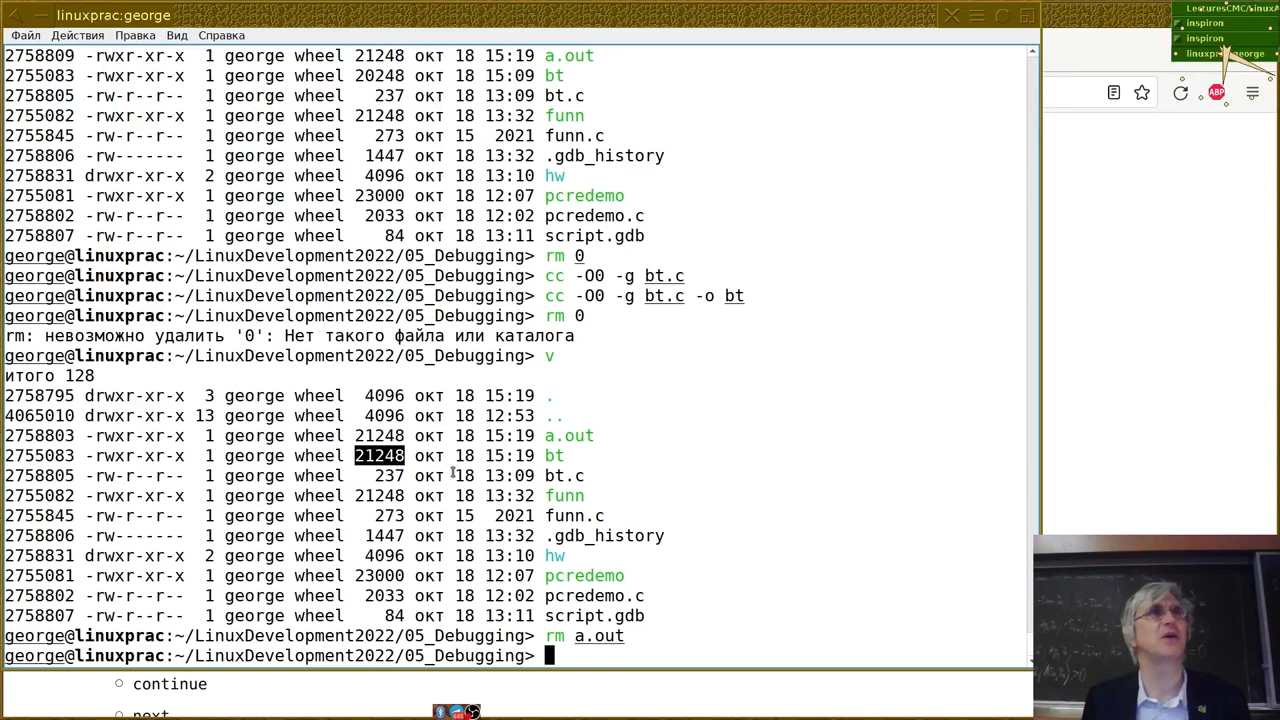 linuxprac:george
LecturesCMC/linuxA
inspiron
inspiron
linuxprac:george
Файл Действия Правка Вид Справка
ABP
2758809 -rwxr-xr-x 1 george wheel 21248 окт 18 15:19 a.out
2755083 -rwxr-xr-x 1 george wheel 20248 окт 18 15:09 bt
2758805 -rw-r--r-- 1 george wheel 237 окт 18 13:09 bt.c
2755082 -rwxr-xr-x 1 george wheel 21248 окт 18 13:32 funn
2755845 -rw-r--r-- 1 george wheel 273 окт 15 2021 funn.c
2758806 -rw------- 1 george wheel 1447 окт 18 13:32 .gdb_history
2758831 drwxr-xr-x 2 george wheel 4096 окт 18 13:10 hw
2755081 -rwxr-xr-x 1 george wheel 23000 окт 18 12:07 pcredemo
2758802 -rw-r--r-- 1 george wheel 2033 окт 18 12:02 pcredemo.c
2758807 -rw-r--r-- 1 george wheel 84 окт 18 13:11 script.gdb
george@linuxprac:~/LinuxDevelopment2022/05_Debugging> rm 0
george@linuxprac:~/LinuxDevelopment2022/05_Debugging> cc -O0 -g bt.c
george@linuxprac:~/LinuxDevelopment2022/05_Debugging> cc -O0 -g bt.c -o bt
george@linuxprac:~/LinuxDevelopment2022/05_Debugging> rm 0
rm: невозможно удалить '0': Нет такого файла или каталога
george@linuxprac:~/LinuxDevelopment2022/05_Debugging> v
итого 128
2758795 drwxr-xr-x 3 george wheel 4096 окт 18 15:19 .
4065010 drwxr-xr-x 13 george wheel 4096 окт 18 12:53 ..
2758803 -rwxr-xr-x 1 george wheel 21248 окт 18 15:19 a.out
2755083 -rwxr-xr-x 1 george wheel 21248 окт 18 15:19 bt
2758805 -rw-r--r-- 1 george wheel 237 окт 18 13:09 bt.c
2755082 -rwxr-xr-x 1 george wheel 21248 окт 18 13:32 funn
2755845 -rw-r--r-- 1 george wheel 273 окт 15 2021 funn.c
2758806 -rw------- 1 george wheel 1447 окт 18 13:32 .gdb_history
2758831 drwxr-xr-x 2 george wheel 4096 окт 18 13:10 hw
2755081 -rwxr-xr-x 1 george wheel 23000 окт 18 12:07 pcredemo
2758802 -rw-r--r-- 1 george wheel 2033 окт 18 12:02 pcredemo.c
2758807 -rw-r--r-- 1 george wheel 84 окт 18 13:11 script.gdb
george@linuxprac:~/LinuxDevelopment2022/05_Debugging> rm a.out
george@linuxprac:~/LinuxDevelopment2022/05_Debugging>
continue
next